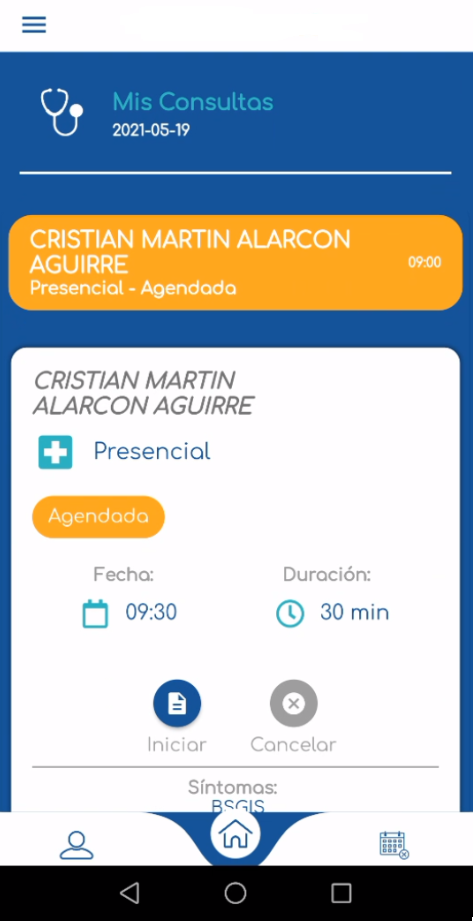 Mis Consultas
2021-05-19
CRISTIAN MARTIN ALARCON
AGUIRRE
09:00
Presencial - Agendada
CRISTIAN MARTIN
ALARCON AGUIRRE
Presencial
Agendada
Fecha: Duración:
09:30 30 min
Iniciar Cancelar
Síntomas:
BSGIS